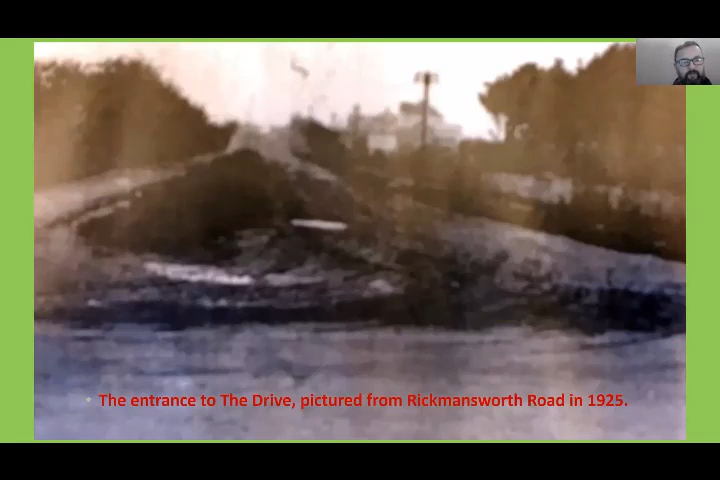 The entrance to The Drive, pictured from Rickmansworth Road in 1925.